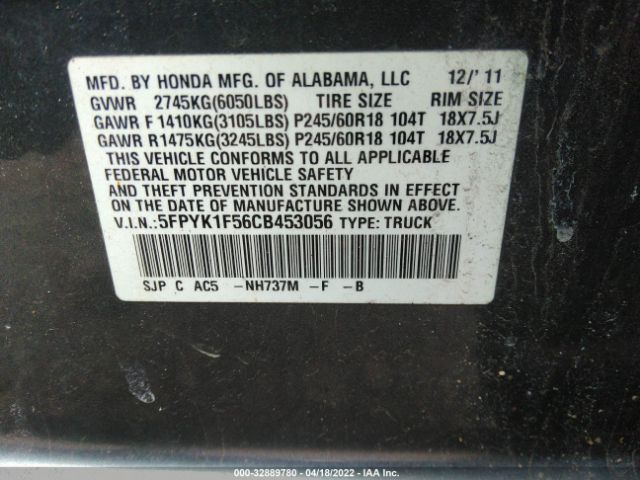 MFD. BY HONDA MFG. OF ALABAMA, LLC 12/'11
GVWR 2745KG(6050LBS) TIRE SIZE RIM SIZE
GAWR F1410KG(3105LBS) P245/60R18 104T 18X7.5J
GAWR R1475KG(3245LBS) P245/60R18 104T 18X7.5J
THIS VEHICLE CONFORMS TO ALL APPLICABLE
FEDERAL MOTOR VEHICLE SAFETY
AND THEFT PREVENTION STANDARDS IN EFFECT
ON THE DATE OF MANUFACTURE SHOWN ABOVE.
V.I.N.:5FPYK1F56CB453056 TYPE: TRUCK
SJP C AC5 -NH737M -F -B
000-32889780 - 04/18/2022 - IAA Inc.